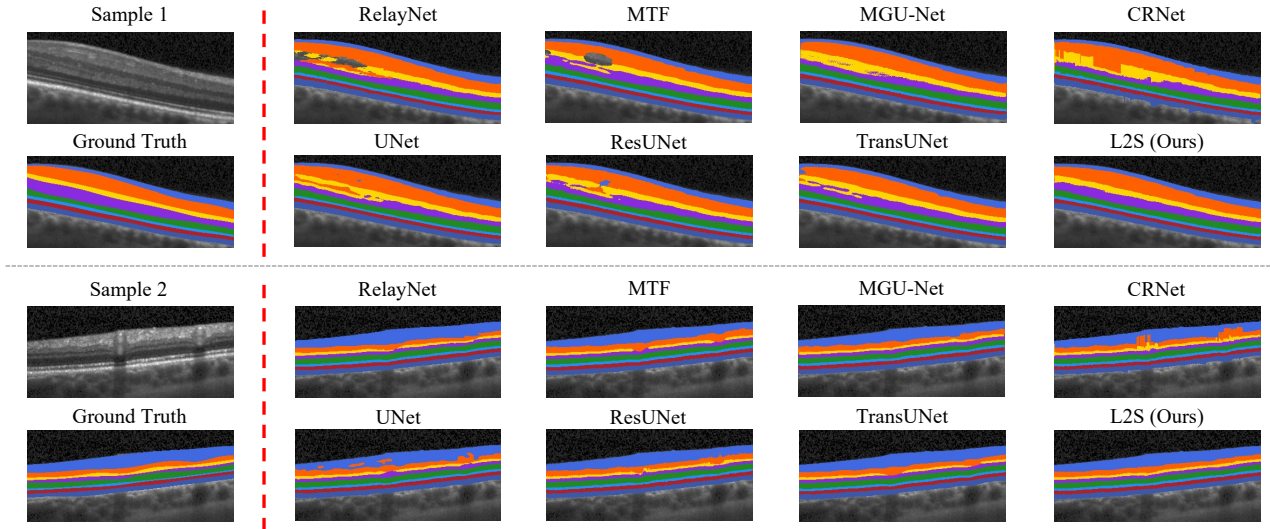 Sample 1
RelayNet
MTF
MGU-Net
CRNet
Ground Truth
UNet
ResUNet
TransUNet
L2S (Ours)
Sample 2
RelayNet
MTF
MGU-Net
CRNet
Ground Truth
UNet
ResUNet
TransUNet
L2S (Ours)